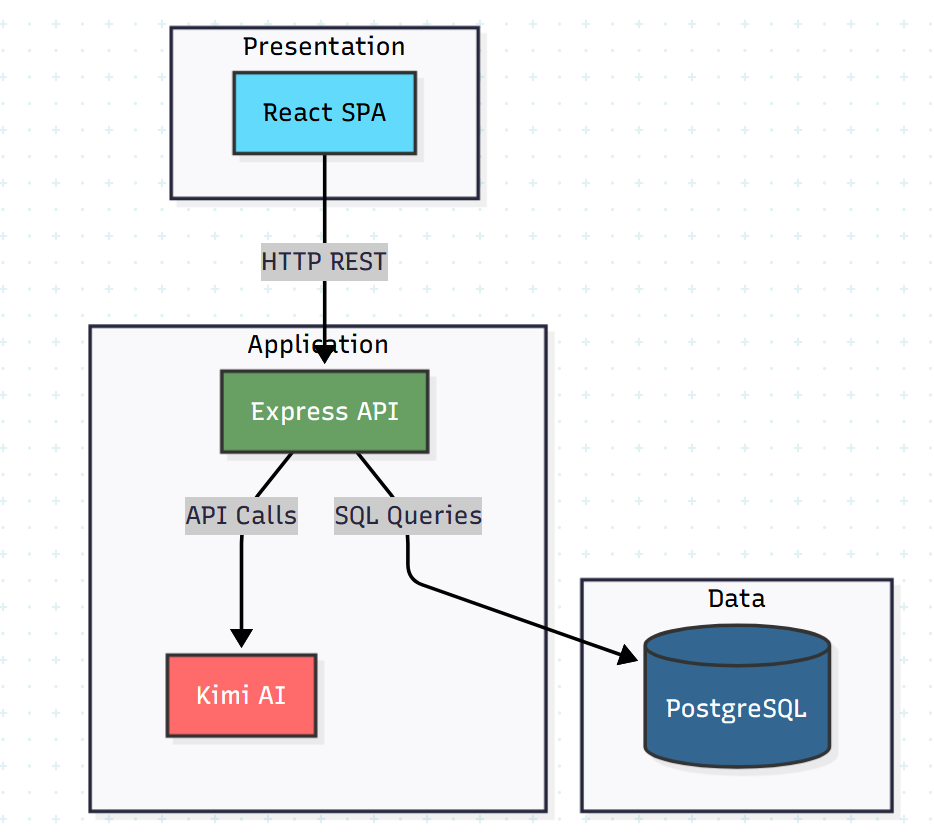 Presentation
React SPA
HTTP REST
Application
Express API
API Calls
SQL Queries
Data
Kimi AI
PostgreSQL